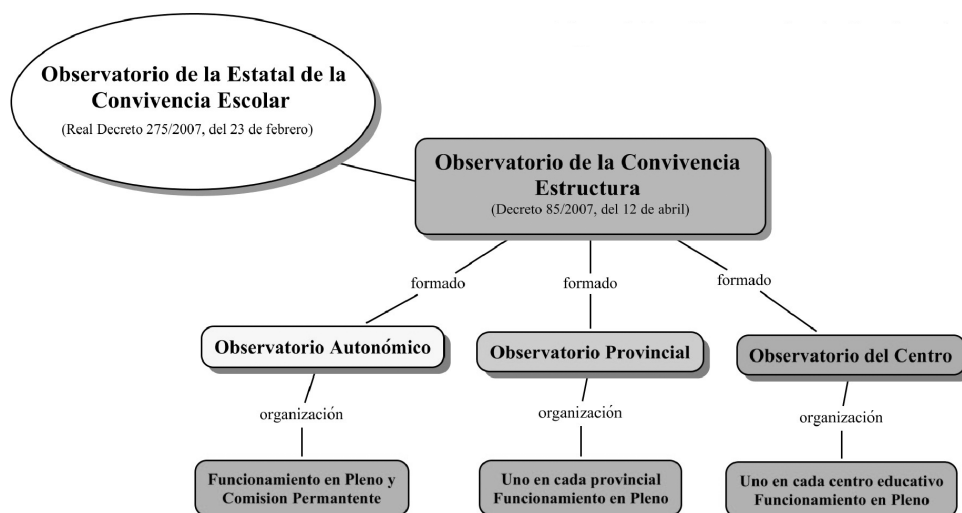 Observatorio de la Estatal de la
Convivencia Escolar
(Real Decreto 275/2007, del 23 de febrero)
Observatorio de la Convivencia
Estructura
(Decreto 85/2007, del 12 de abril)
formado
formado
formado
Observatorio Autonómico
Observatorio Provincial
Observatorio del Centro
organización
organización
organización
Funcionamiento en Pleno y
Comision Permantente
Uno en cada provincial
Funcionamiento en Pleno
Uno en cada centro educativo
Funcionamiento en Pleno